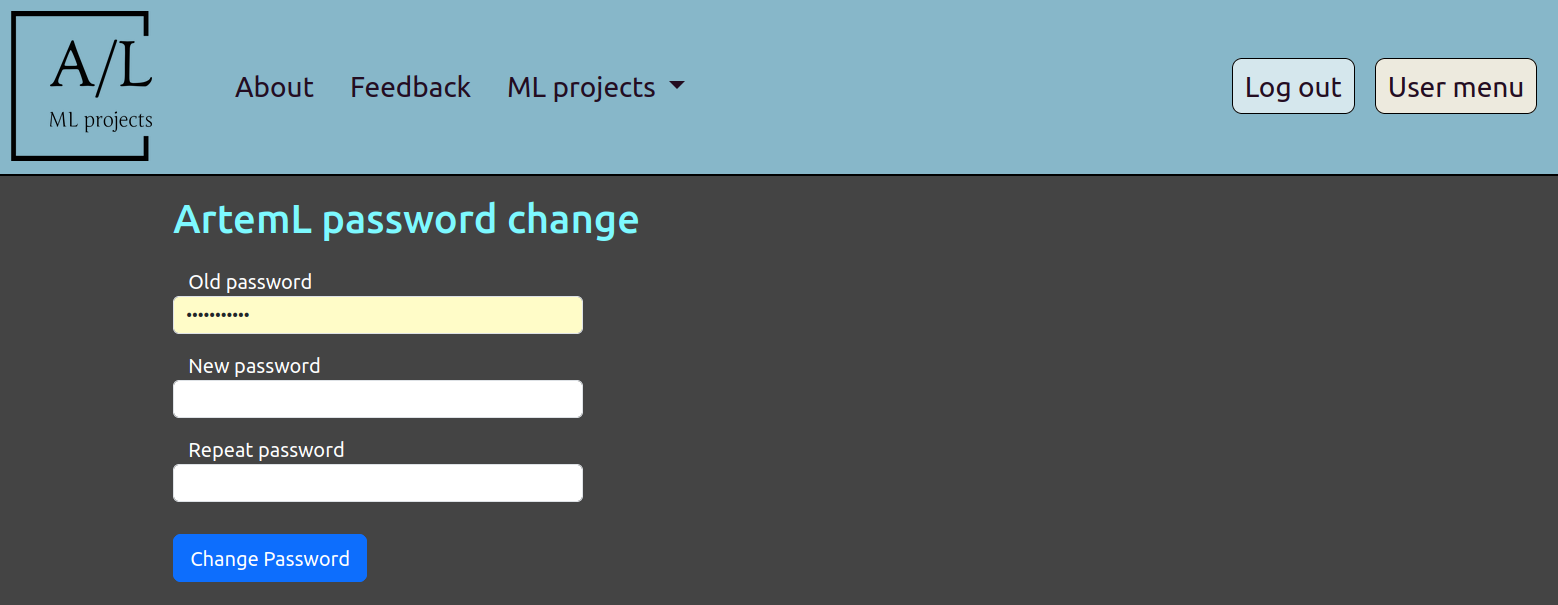 A/L
ML projects
About Feedback ML projects Log out User menu
ArtemL password change
Old password
•••••••••••
New password
Repeat password
Change Password